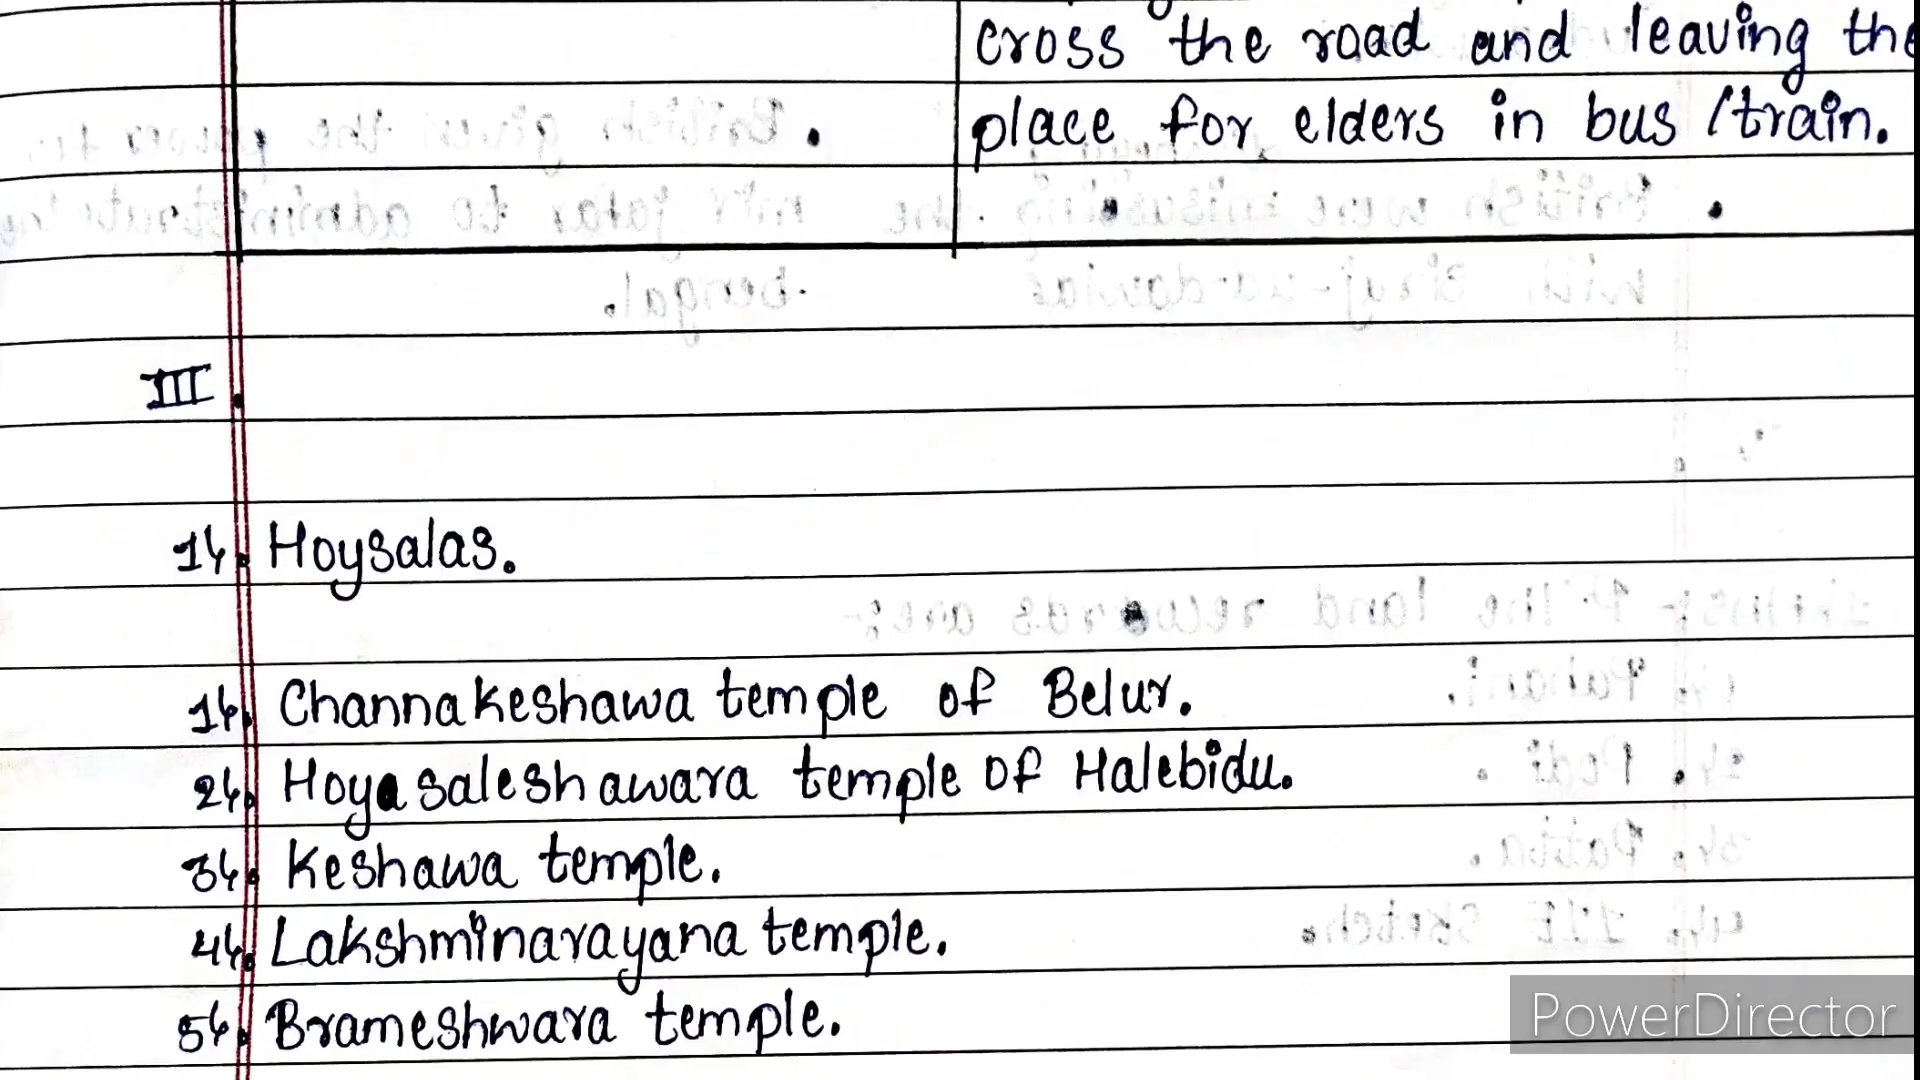 cross the road and leaving the
place for elders in bus /train.
III.
1. Hoysalas.
1. Channakeshawa temple of Belur.
2. Hoyasaleshawara temple of Halebidu.
3. Keshawa temple.
4. Lakshminarayana temple.
5. Brameshwara temple.
PowerDirector